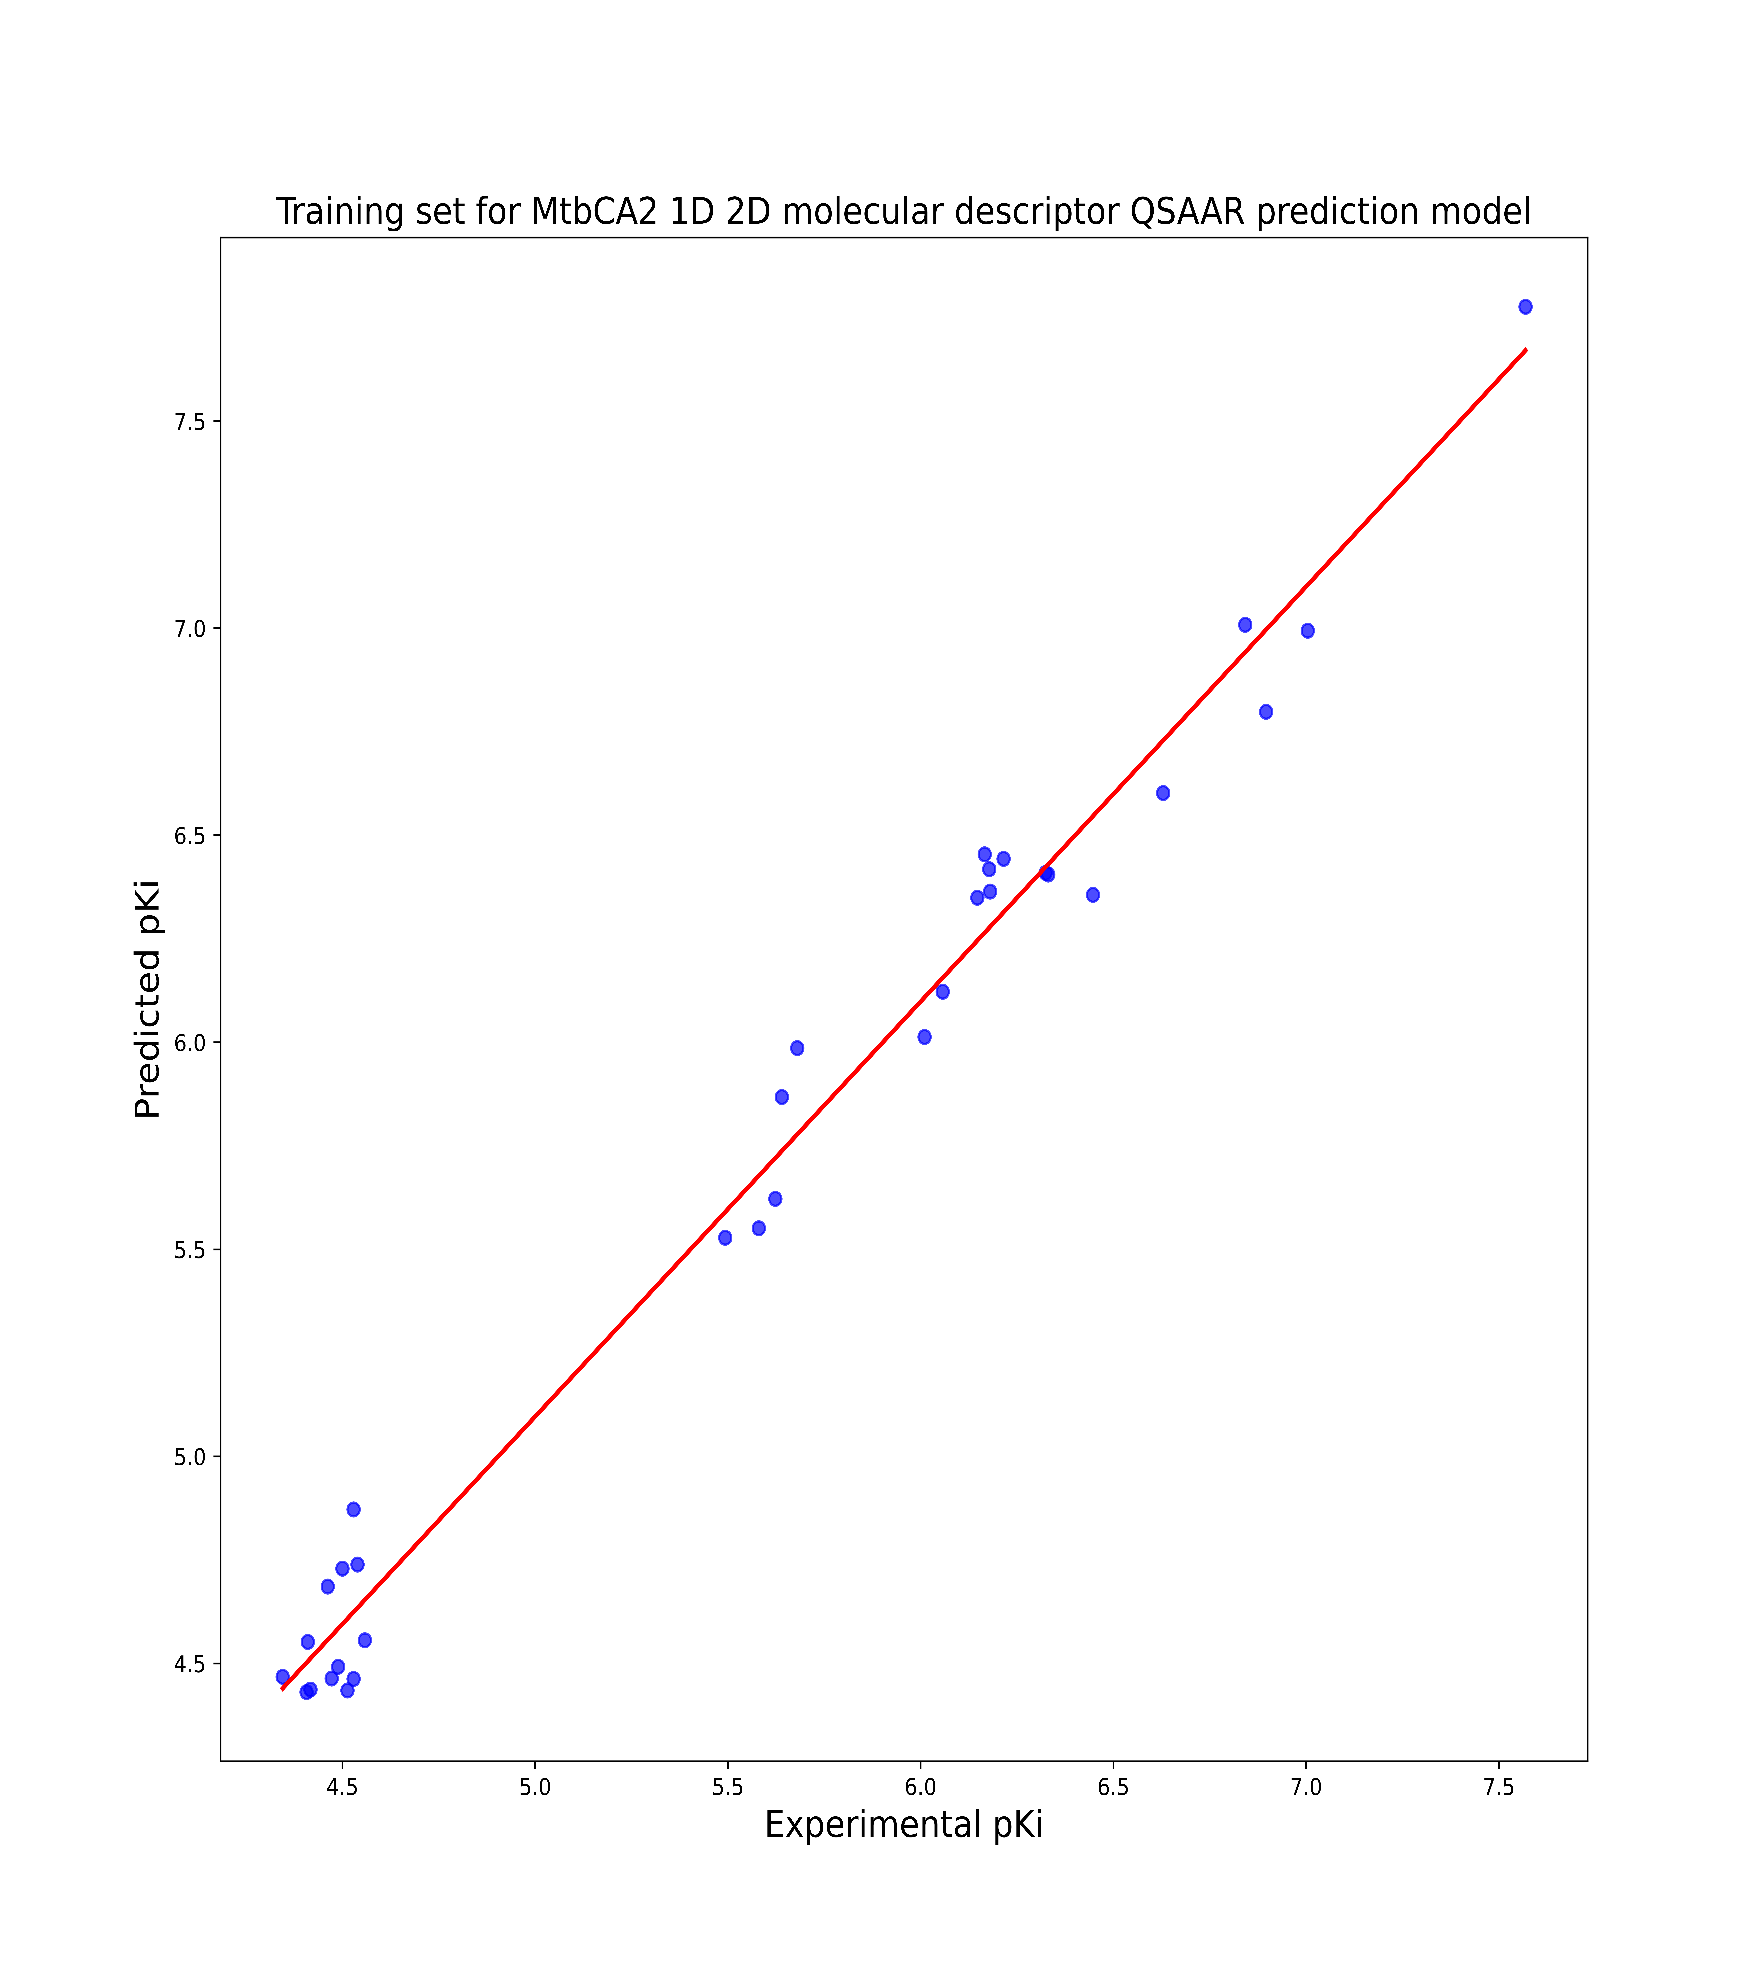 Training set for MtbCA2 1D 2D molecular descriptor QSAAR prediction model
Predicted pKi
7.5
7.0
6.5
6.0
5.5
5.0
4.5
4.5 5.0 5.5 6.0 6.5 7.0 7.5
Experimental pKi